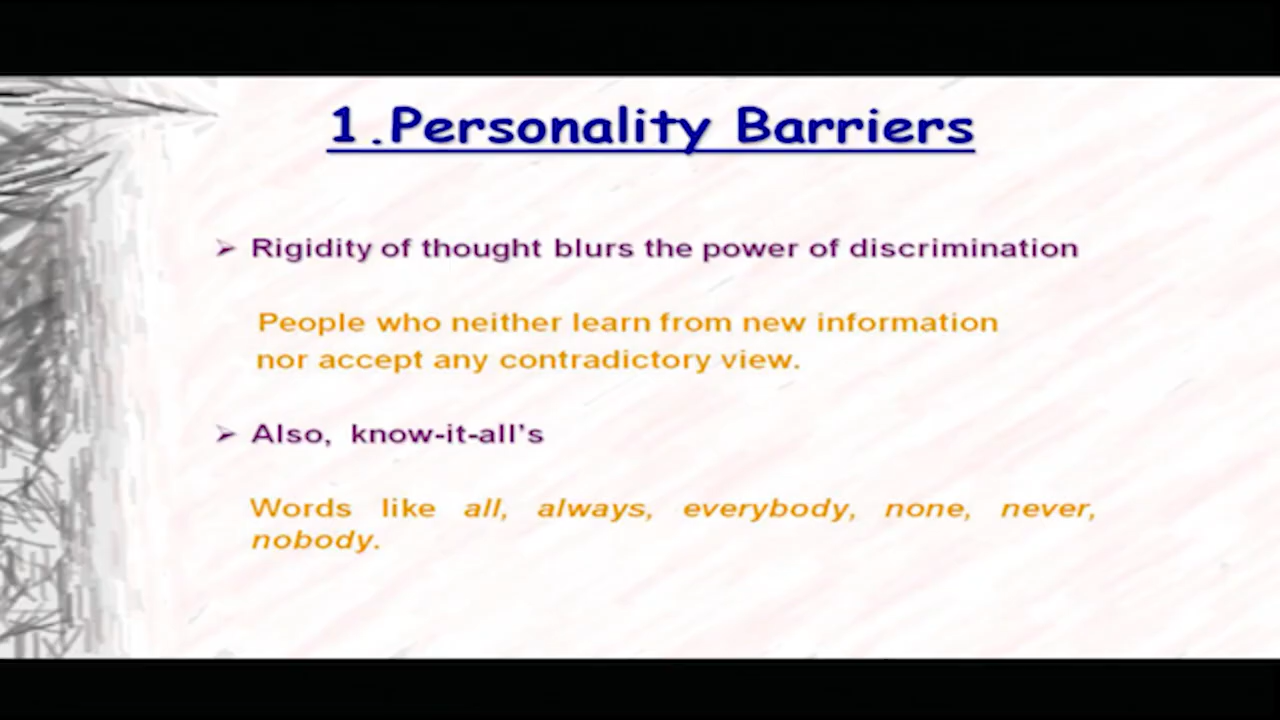 1.Personality Barriers
➢ Rigidity of thought blurs the power of discrimination
People who neither learn from new information
nor accept any contradictory view.
➢ Also, know-it-all's
Words like all, always, everybody, none, never,
nobody.